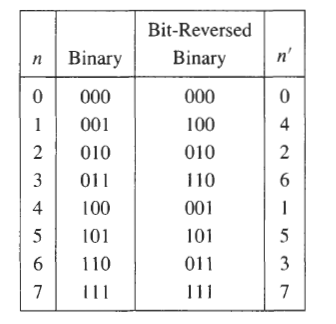 Bit-Reversed
n Binary Binary n′
0 000 000 0
1 001 100 4
2 010 010 2
3 011 110 6
4 100 001 1
5 101 101 5
6 110 011 3
7 111 111 7